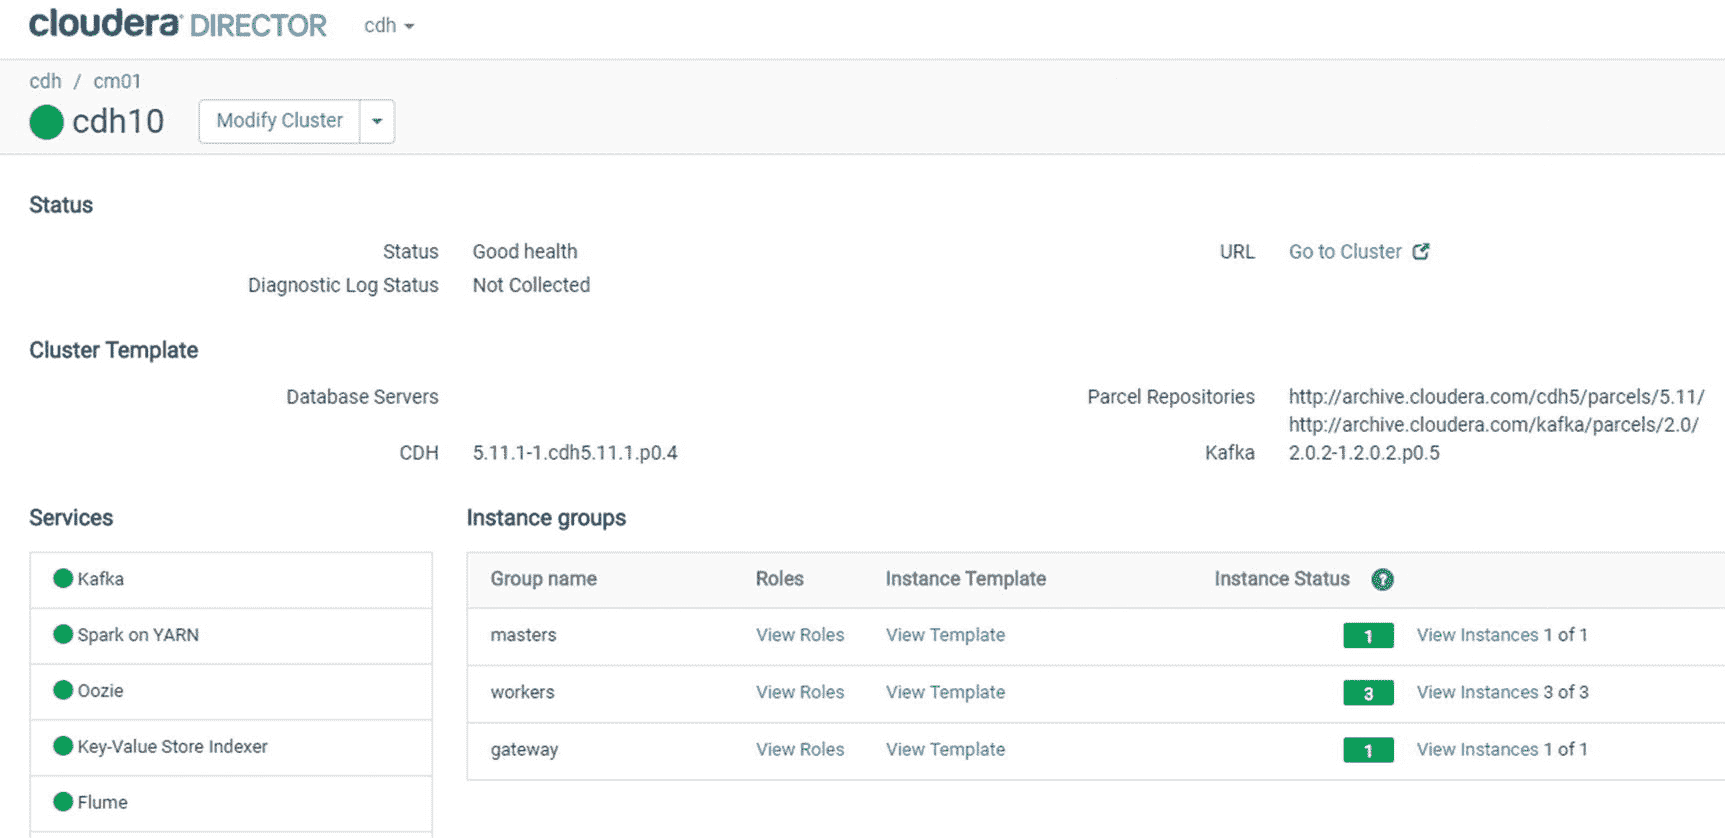 cloudera DIRECTOR cdh
cdh / cm01
cdh10 Modify Cluster
Status
Status Good health URL Go to Cluster
Diagnostic Log Status Not Collected
Cluster Template
Database Servers Parcel Repositories http://archive.cloudera.com/cdh5/parcels/5.11/
http://archive.cloudera.com/kafka/parcels/2.0/
CDH 5.11.1-1.cdh5.11.1.p0.4 Kafka 2.0.2-1.2.0.2.p0.5
Services
Kafka
Spark on YARN
Oozie
Key-Value Store Indexer
Flume
Instance groups
Group name Roles Instance Template Instance Status ?
masters View Roles View Template 1 View Instances 1 of 1
workers View Roles View Template 3 View Instances 3 of 3
gateway View Roles View Template 1 View Instances 1 of 1